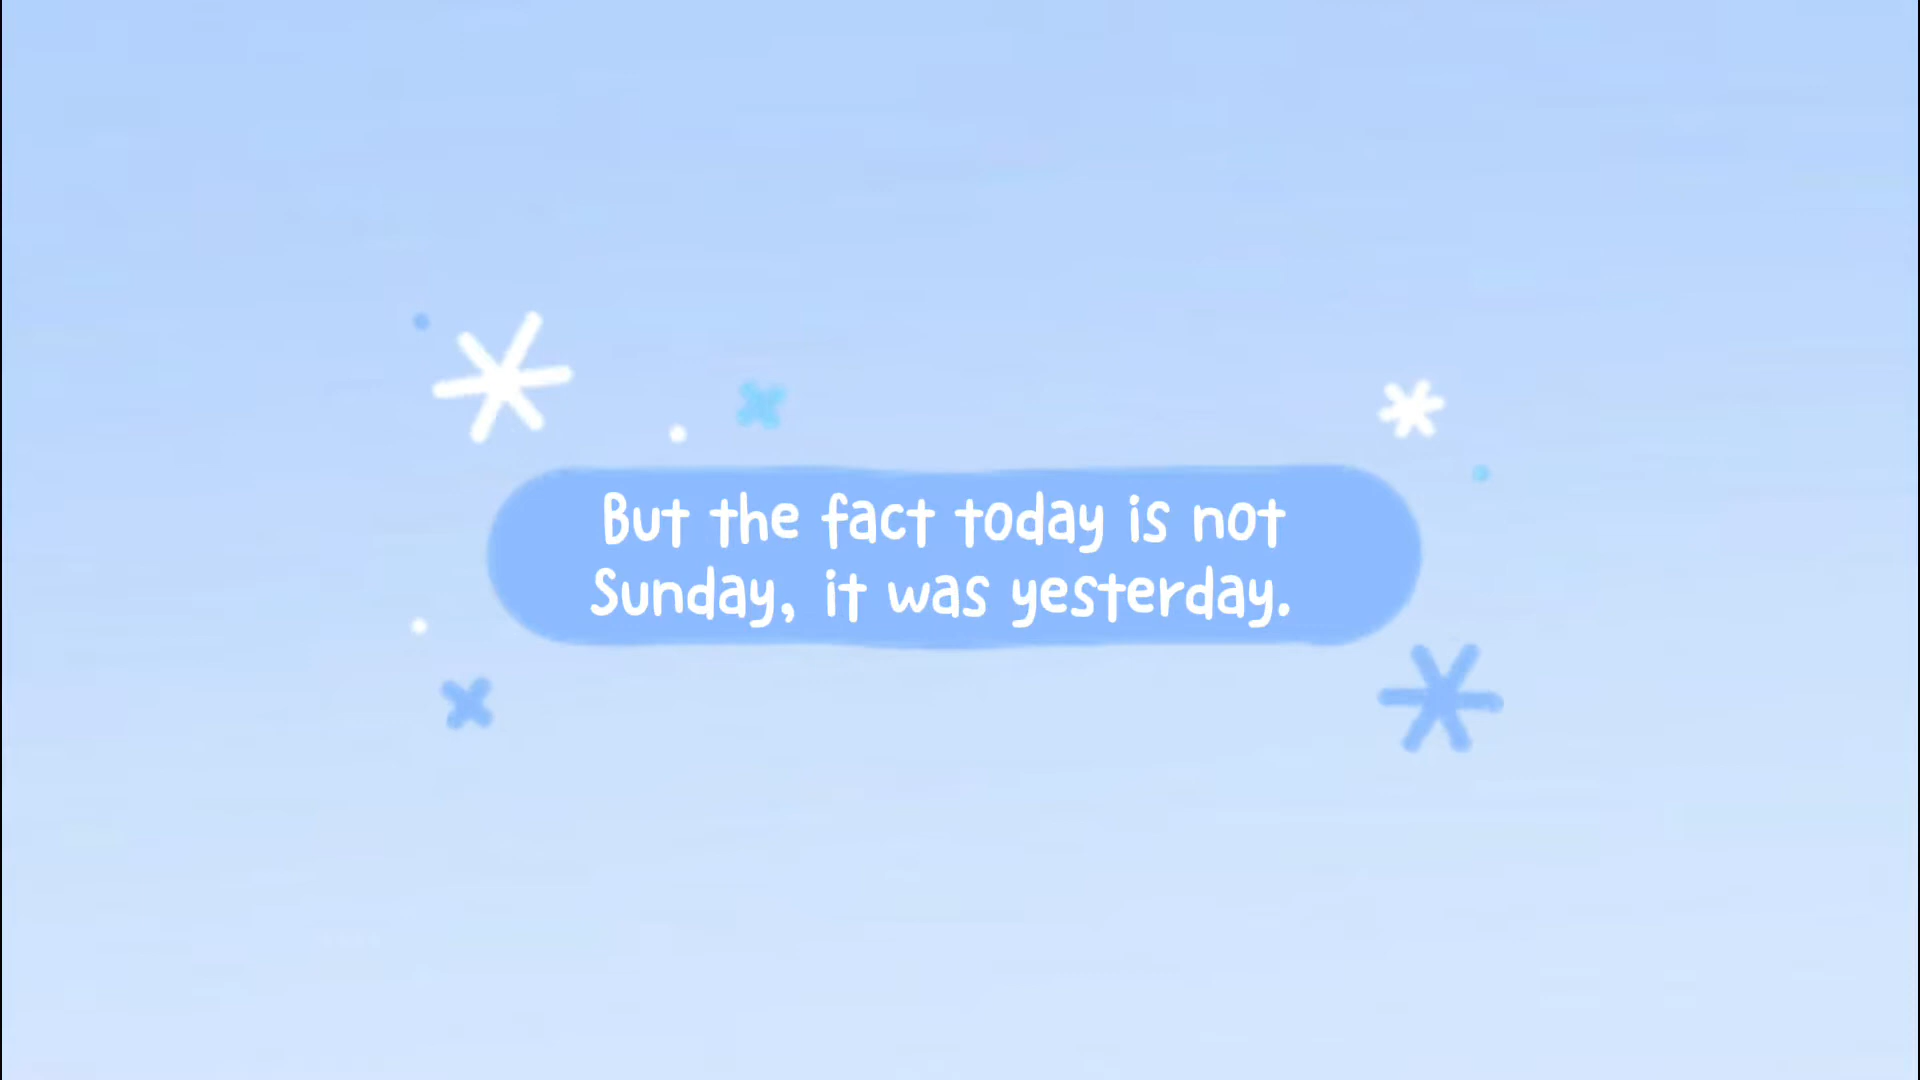 But the fact today is not
Sunday, it was yesterday.